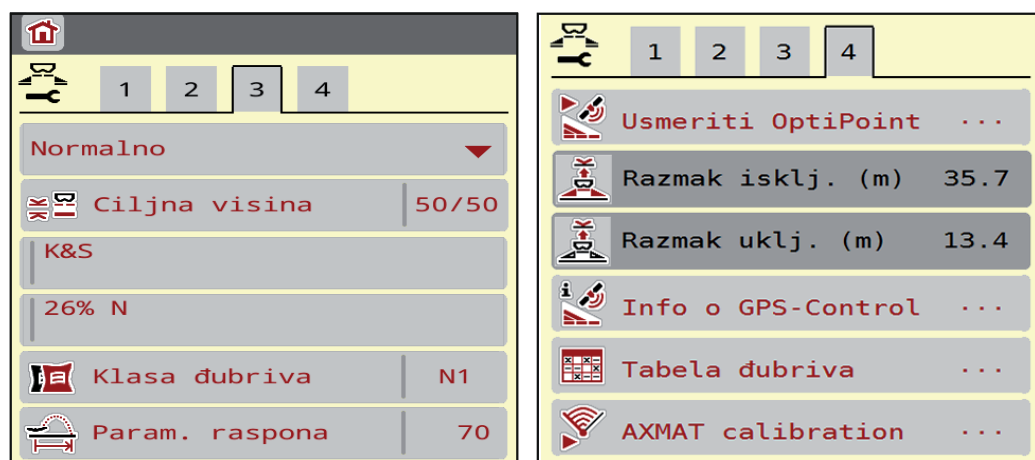 1 2 3 4
Normalno
Ciljna visina 50/50
K&S
26% N
Klasa đubriva N1
Param. raspona 70
1 2 3 4
Usmeriti OptiPoint ...
Razmak isklj. (m) 35.7
Razmak uklj. (m) 13.4
i
Info o GPS-Control ...
Tabela đubriva ...
AXMAT calibration ...